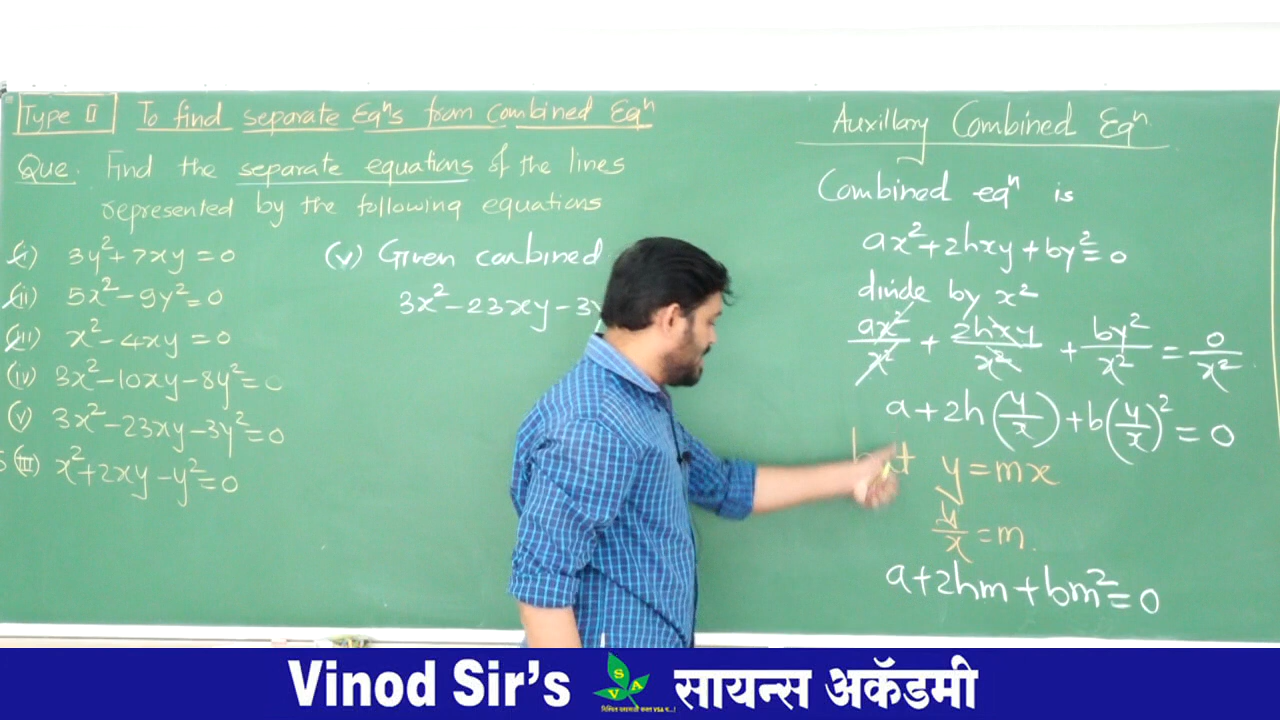 Type II To find separate Eqⁿs from Combined Eqⁿ
Que. Find the separate equations of the lines
represented by the following equations
(i) 3y²+7xy=0
(ii) 5x²-9y²=0
(iii) x²-4xy=0
(iv) 3x²-10xy-8y²=0
(v) 3x²-23xy-3y²=0
x²+2xy-y²=0
(v) Given conbined
3x²-23xy-3y
Auxillary Combined Eqⁿ
Combined eqⁿ is
ax²+2hxy+by²=0
divide by x²
ax²/x² + 2hxy/x² + by²/x² = 0/x²
a+2h(y/x)+b(y/x)²=0
y=mx
y/x=m.
a+2hm+bm²=0
Vinod Sir's
VSA
सायन्स अकॅडमी